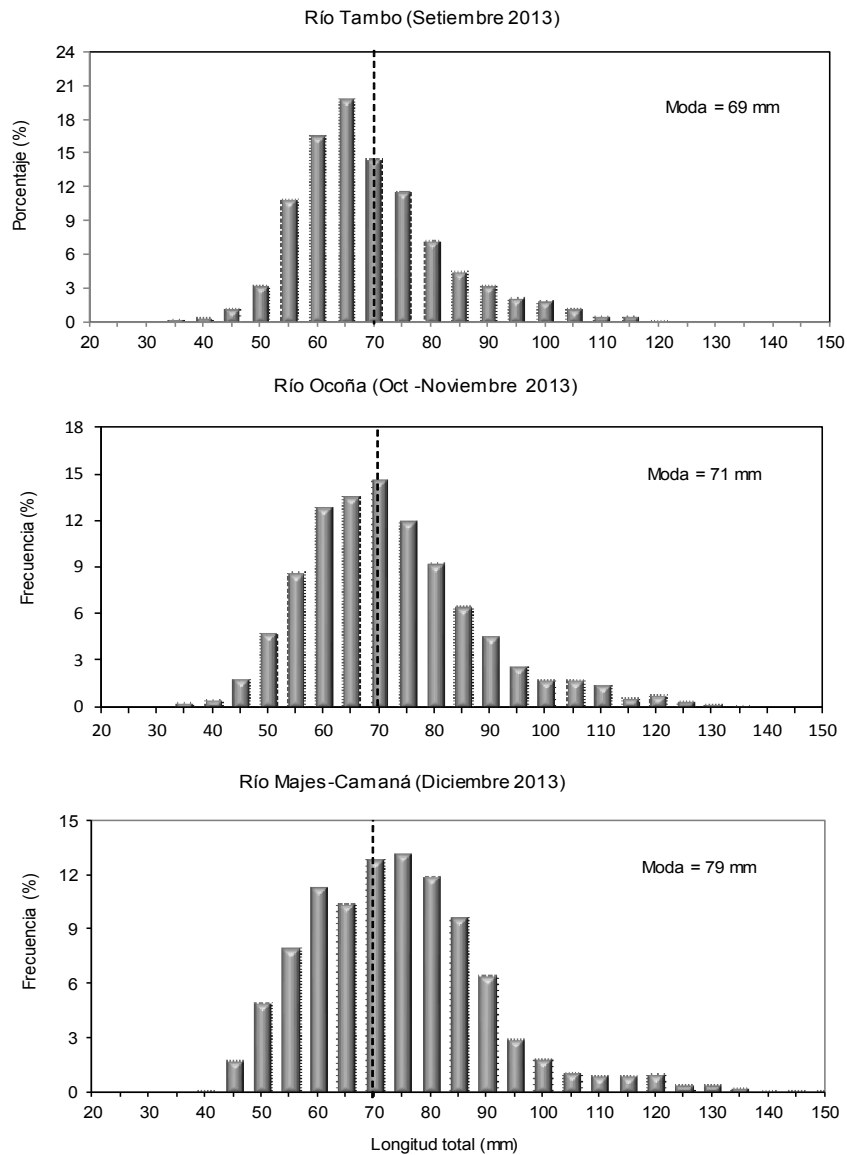 Río Tambo (Setiembre 2013)
24
21
18
15
12
9
6
3
0
Porcentaje (%)
Moda = 69 mm
20 30 40 50 60 70 80 90 100 110 120 130 140 150
Río Ocoña (Oct -Noviembre 2013)
18
15
12
9
6
3
0
Frecuencia (%)
Moda = 71 mm
20 30 40 50 60 70 80 90 100 110 120 130 140 150
Río Majes-Camaná (Diciembre 2013)
15
12
9
6
3
0
Frecuencia (%)
Moda = 79 mm
20 30 40 50 60 70 80 90 100 110 120 130 140 150
Longitud total (mm)